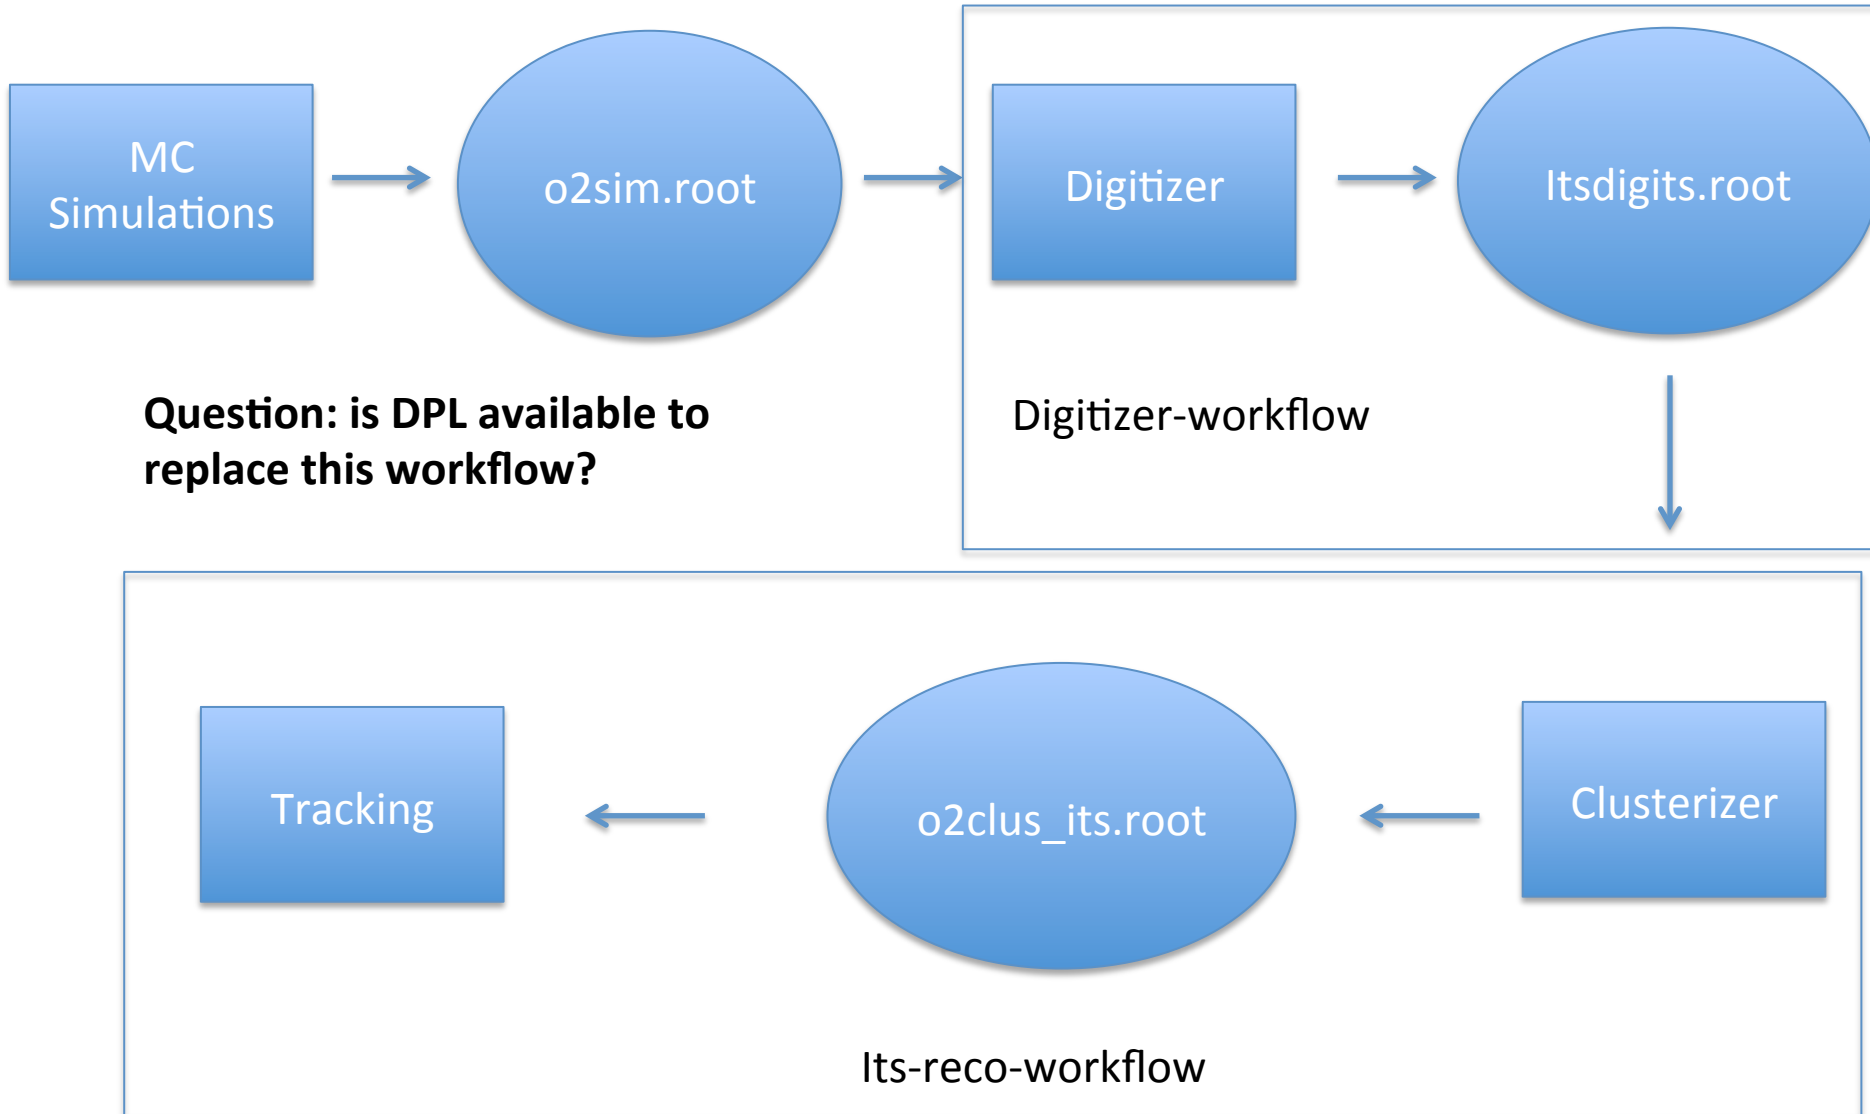 MC
Simulations
o2sim.root
Digitizer
Itsdigits.root
Question: is DPL available to
replace this workflow?
Digitizer-workflow
Tracking
o2clus_its.root
Clusterizer
Its-reco-workflow